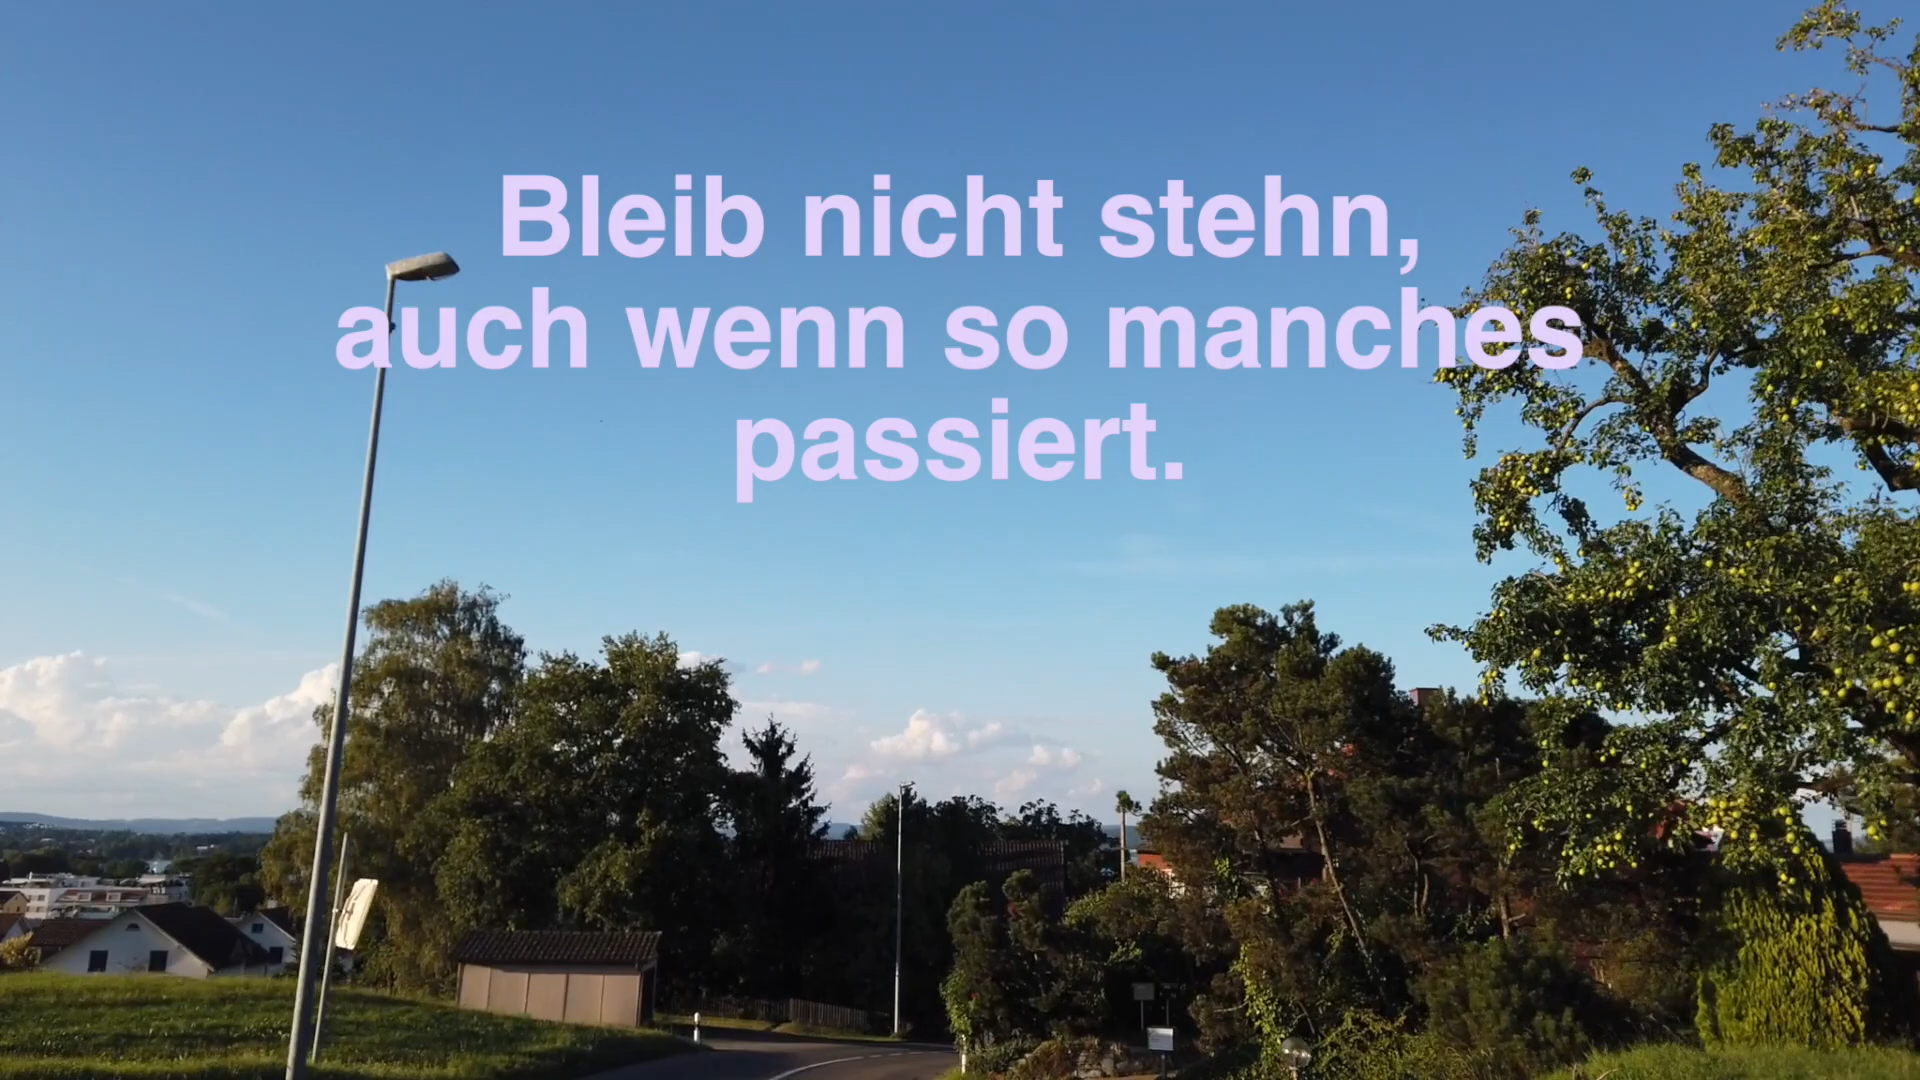 Bleib nicht stehn,
auch wenn so manches
passiert.